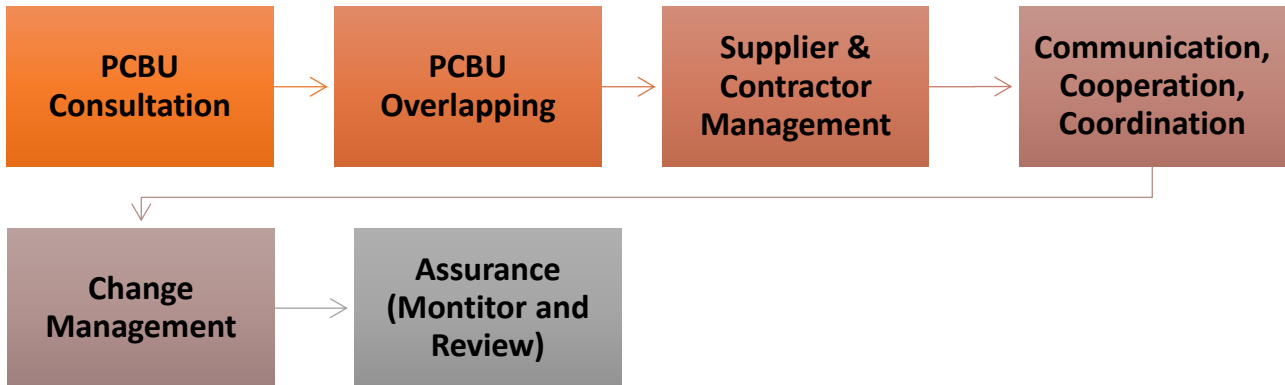 PCBU
Consultation
PCBU
Overlapping
Supplier &
Contractor
Management
Communication,
Cooperation,
Coordination
Change
Management
Assurance
(Montitor and
Review)